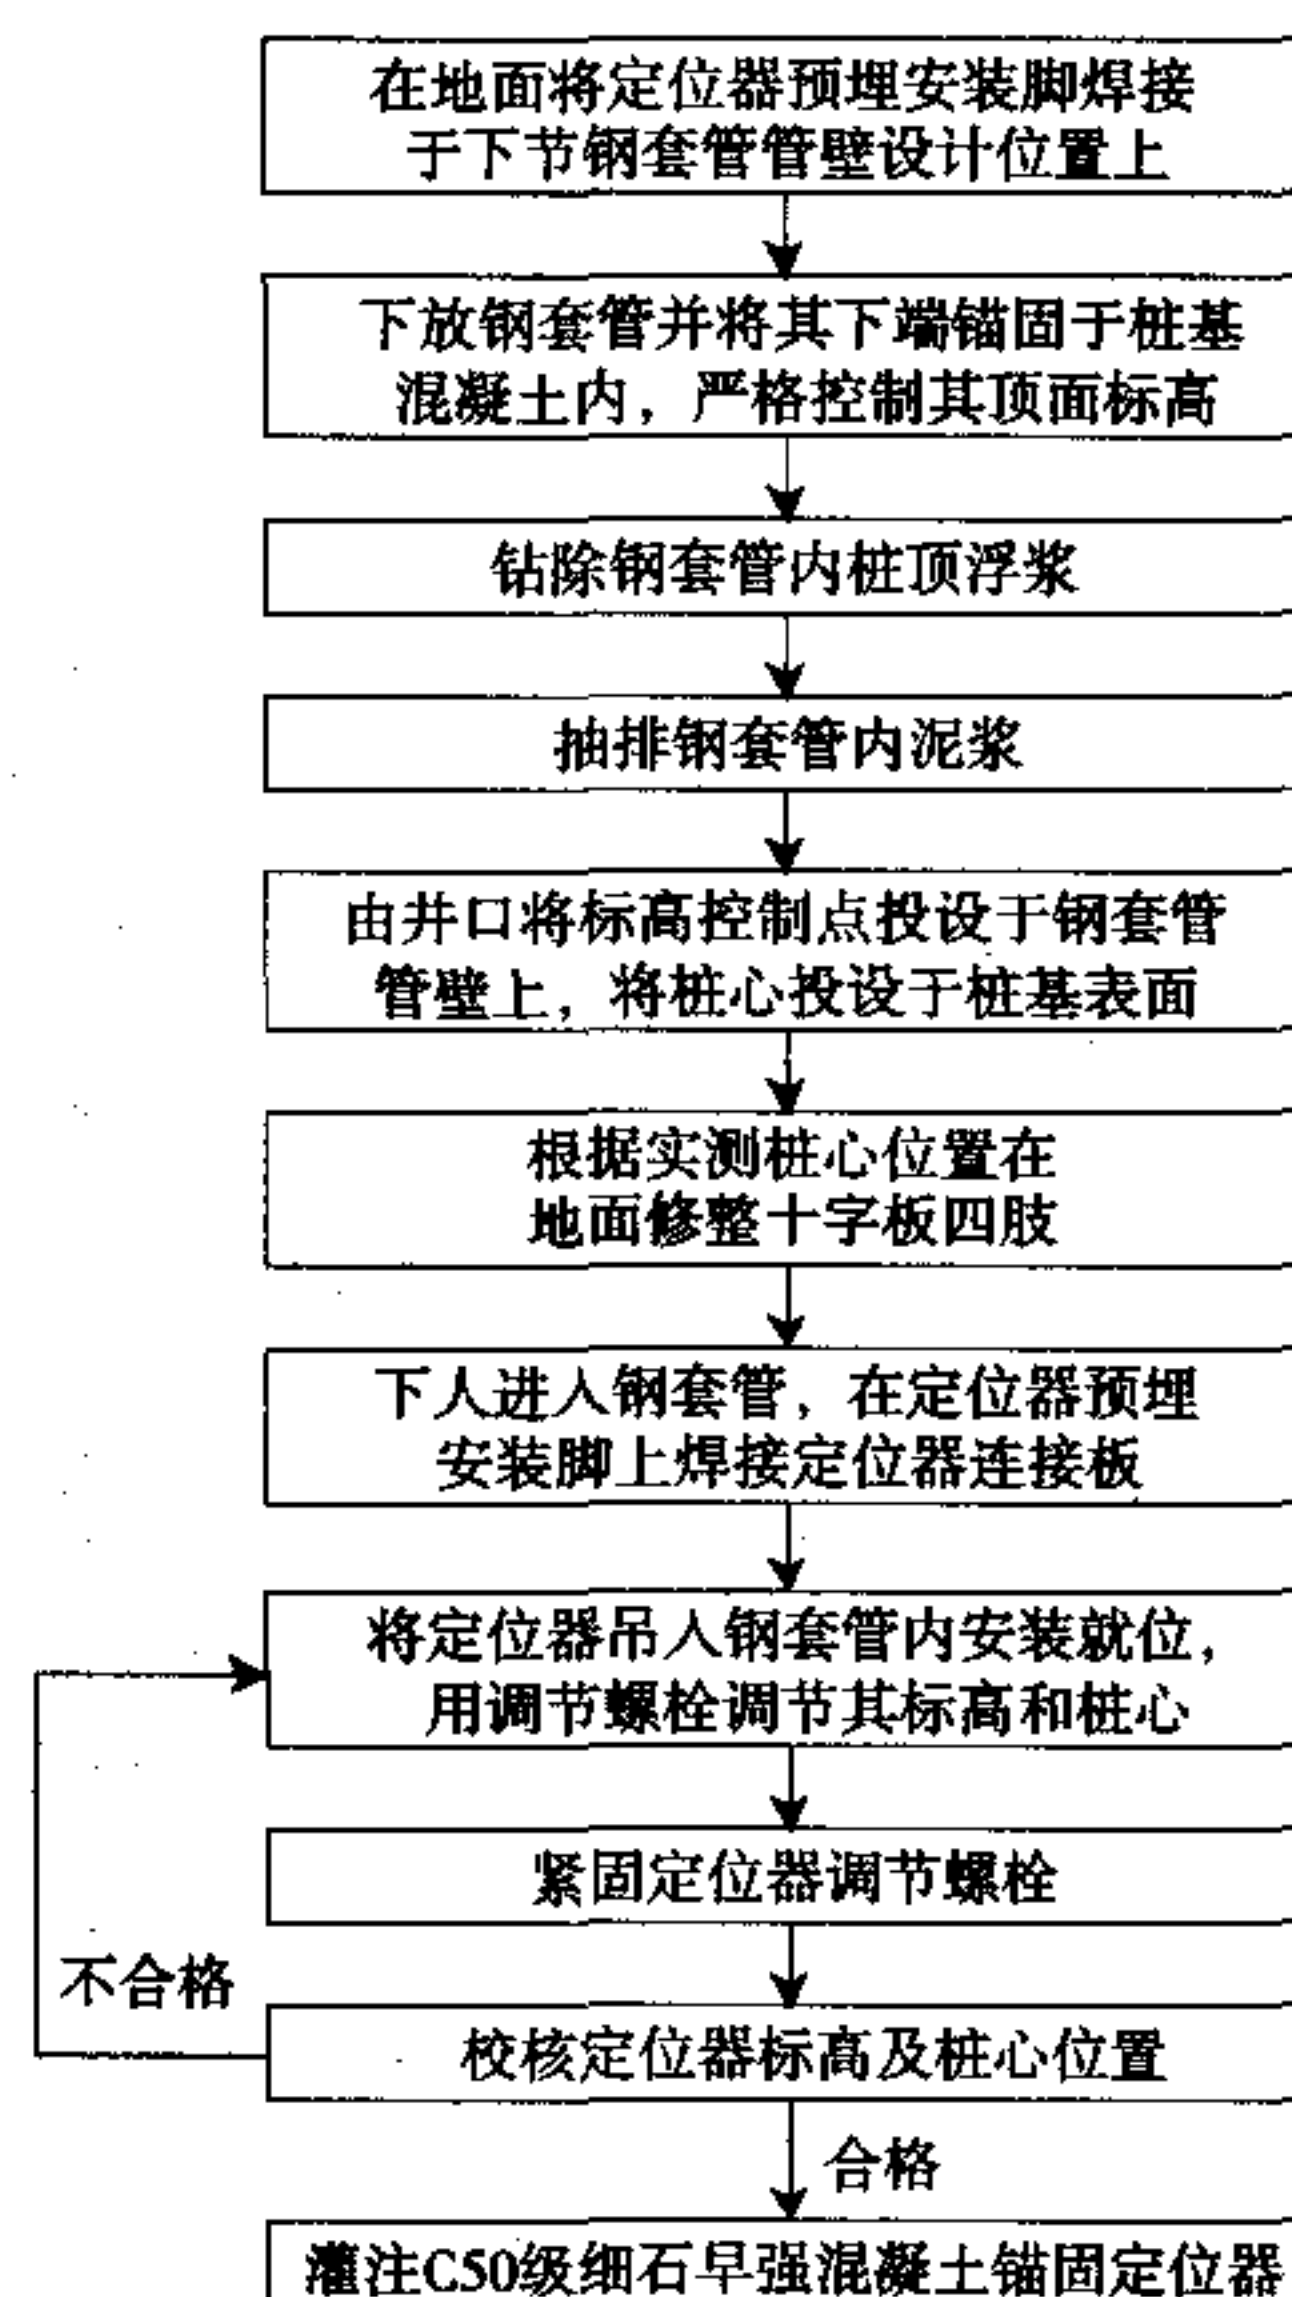 在地面将定位器预埋安装脚焊接
于下节钢套管管壁设计位置上
下放钢套管并将其下端锚固于桩基
混凝土内，严格控制其顶面标高
钻除钢套管内桩顶浮浆
抽排钢套管内泥浆
由井口将标高控制点投设于钢套管
管壁上，将桩心投设于桩基表面
根据实测桩心位置在
地面修整十字板四肢
下人进入钢套管，在定位器预埋
安装脚上焊接定位器连接板
将定位器吊人钢套管内安装就位，
用调节螺栓调节其标高和桩心
紧固定位器调节螺栓
不合格
校核定位器标高及桩心位置
合格
灌注C50级细石早强混凝土锚固定位器